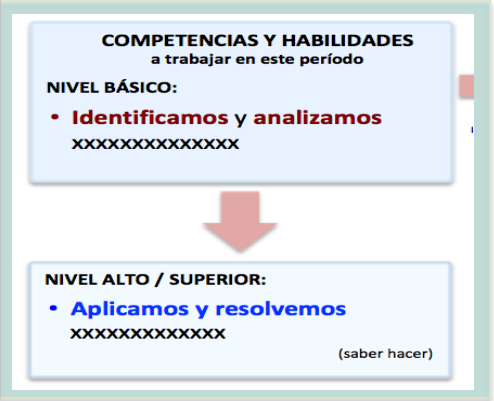 COMPETENCIAS Y HABILIDADES
a trabajar en este período
NIVEL BÁSICO:
• Identificamos y analizamos
xxxxxxxxxxxxxx
NIVEL ALTO / SUPERIOR:
• Aplicamos y resolvemos
xxxxxxxxxxxxx
(saber hacer)